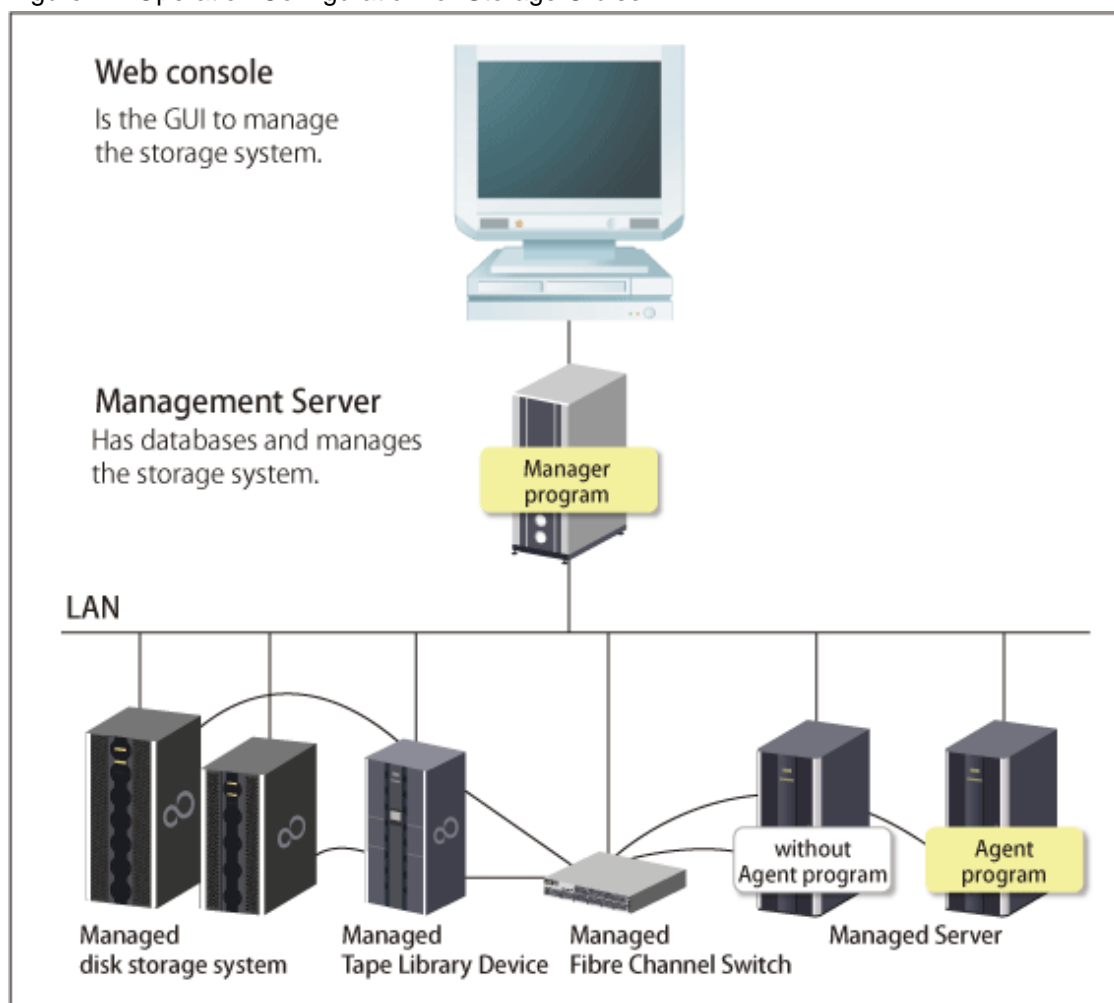 Web console
Is the GUI to manage
the storage system.
Management Server
Has databases and manages
the storage system.
Manager
program
LAN
without
Agent program
Agent
program
Managed
disk storage system
Managed
Tape Library Device
Managed
Fibre Channel Switch
Managed Server